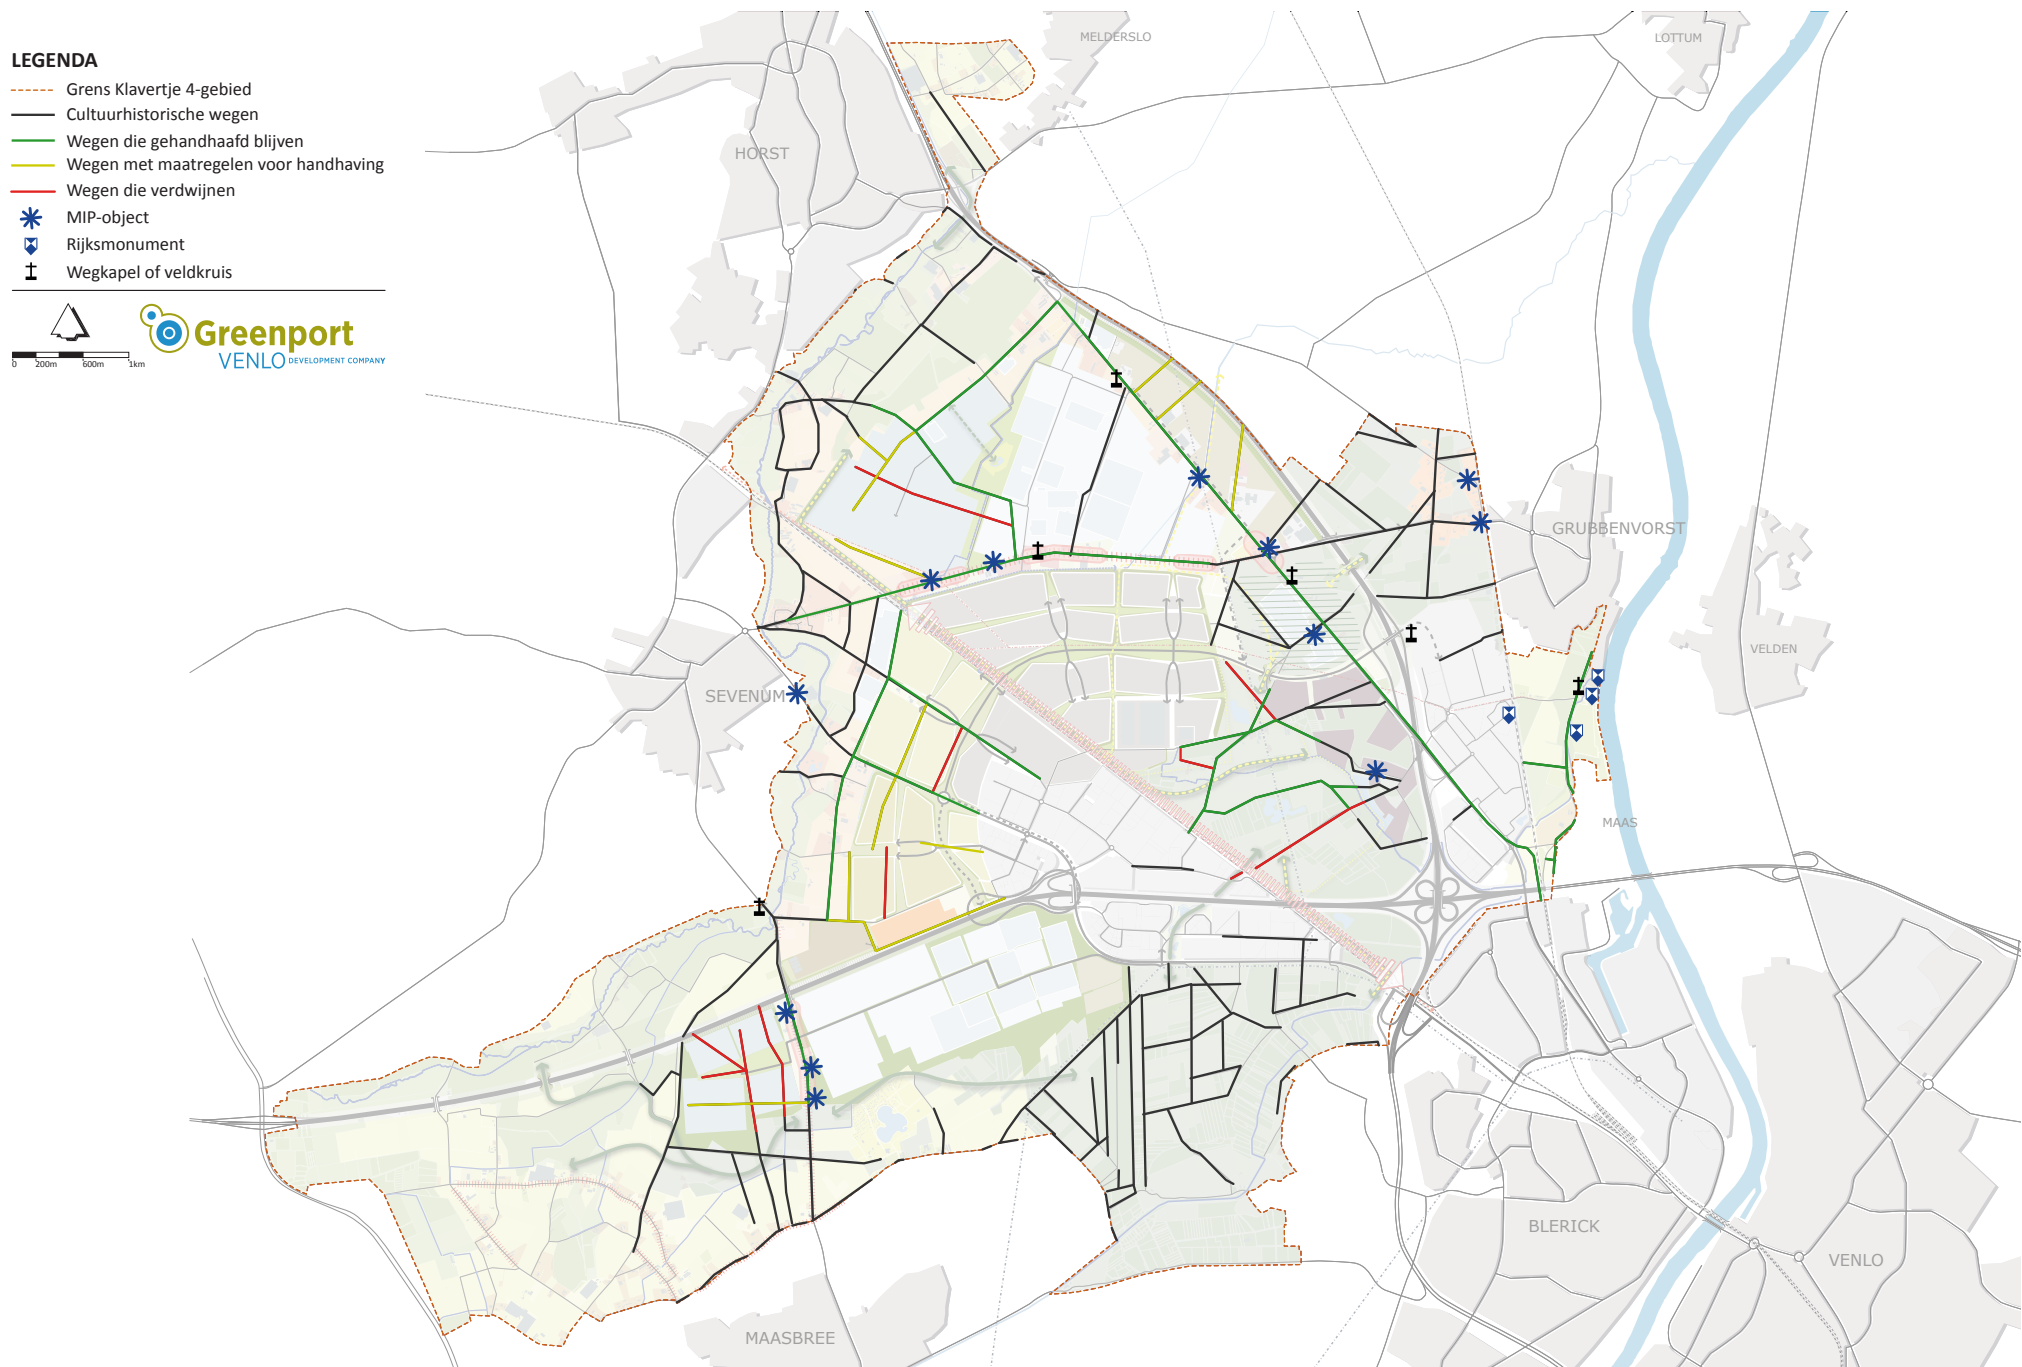 LEGENDA
Grens Klavertje 4-gebied
Cultuurhistorische wegen
Wegen die gehandhaafd blijven
Wegen met maatregelen voor handhaving
Wegen die verdwijnen
MIP-object
Rijksmonument
Wegkapel of veldkruis
0 200m 600m 1km
Greenport
VENLO DEVELOPMENT COMPANY
MELDERSLO
LOTTUM
HORST
GRUBBENVORST
VELDEN
SEVENUM
MAAS
BLERICK
VENLO
MAASBREE